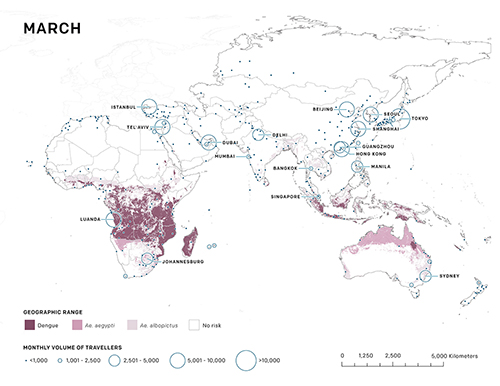 MARCH
ISTANBUL
BEIJING
SEOUL
TOKYO
TEL AVIV
SHANGHAI
DUBAI
DELHI
GUANGZHOU
HONG KONG
MUMBAI
BANGKOK
MANILA
SINGAPORE
LUANDA
JOHANNESBURG
SYDNEY
GEOGRAPHIC RANGE
Dengue Ae. aegypti Ae. albopictus No risk
MONTHLY VOLUME OF TRAVELLERS
<1,000 1,001 - 2,500 2,501 - 5,000 5,001 - 10,000 >10,000
0 1,250 2,500 5,000 Kilometers